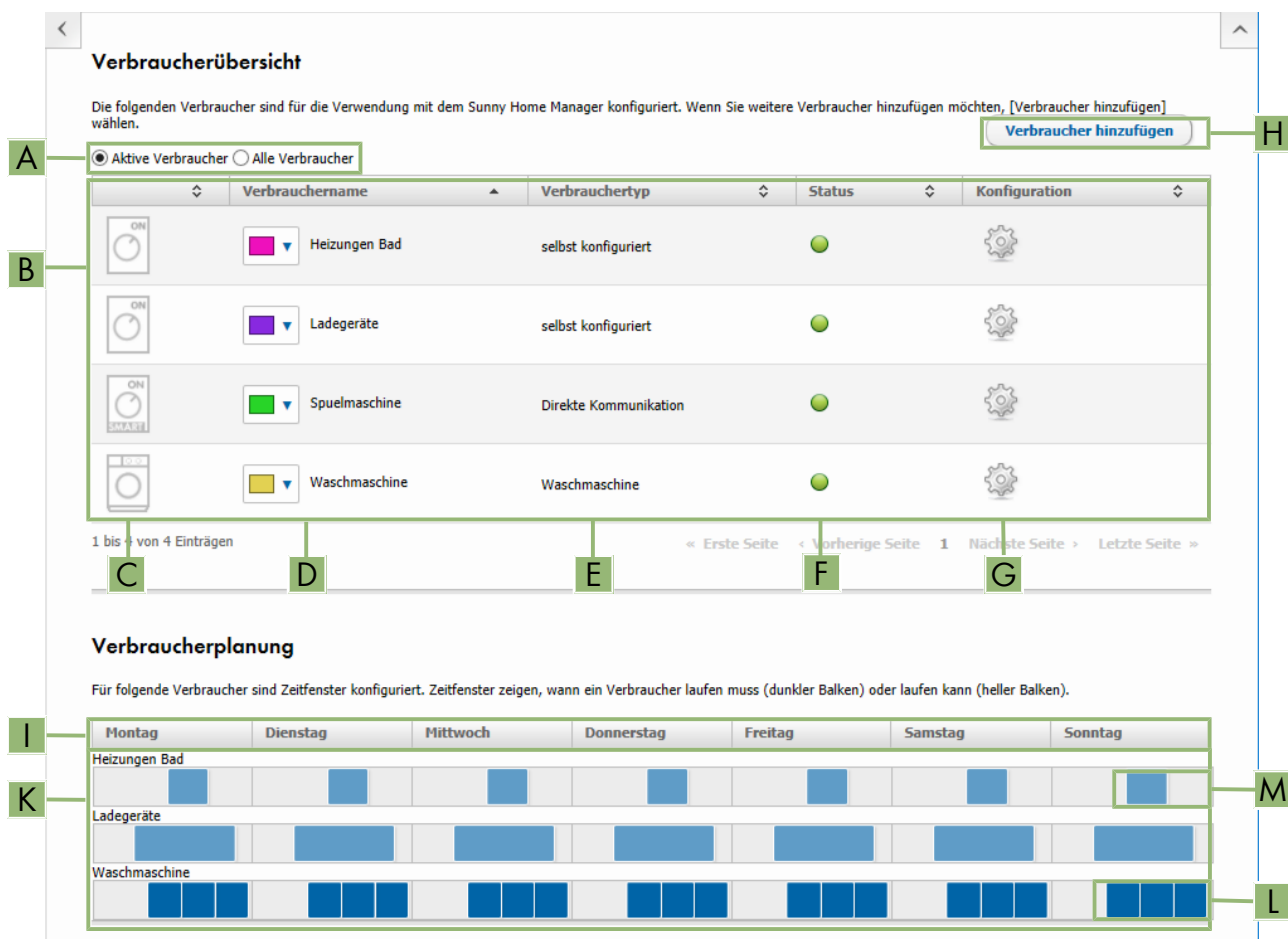 Verbraucherübersicht
Die folgenden Verbraucher sind für die Verwendung mit dem Sunny Home Manager konfiguriert. Wenn Sie weitere Verbraucher hinzufügen möchten, [Verbraucher hinzufügen]
wählen.
Verbraucher hinzufügen
H
A
Aktive Verbraucher Alle Verbraucher
Verbrauchername Verbrauchertyp Status Konfiguration
ON
Heizungen Bad selbst konfiguriert
B
ON
Ladegeräte selbst konfiguriert
ON
SMART
Spuelmaschine Direkte Kommunikation
Waschmaschine Waschmaschine
1 bis 4 von 4 Einträgen « Erste Seite ‹ Vorherige Seite 1 Nächste Seite › Letzte Seite »
C D E F G
Verbraucherplanung
Für folgende Verbraucher sind Zeitfenster konfiguriert. Zeitfenster zeigen, wann ein Verbraucher laufen muss (dunkler Balken) oder laufen kann (heller Balken).
I
Montag Dienstag Mittwoch Donnerstag Freitag Samstag Sonntag
Heizungen Bad
K
M
Ladegeräte
Waschmaschine
L